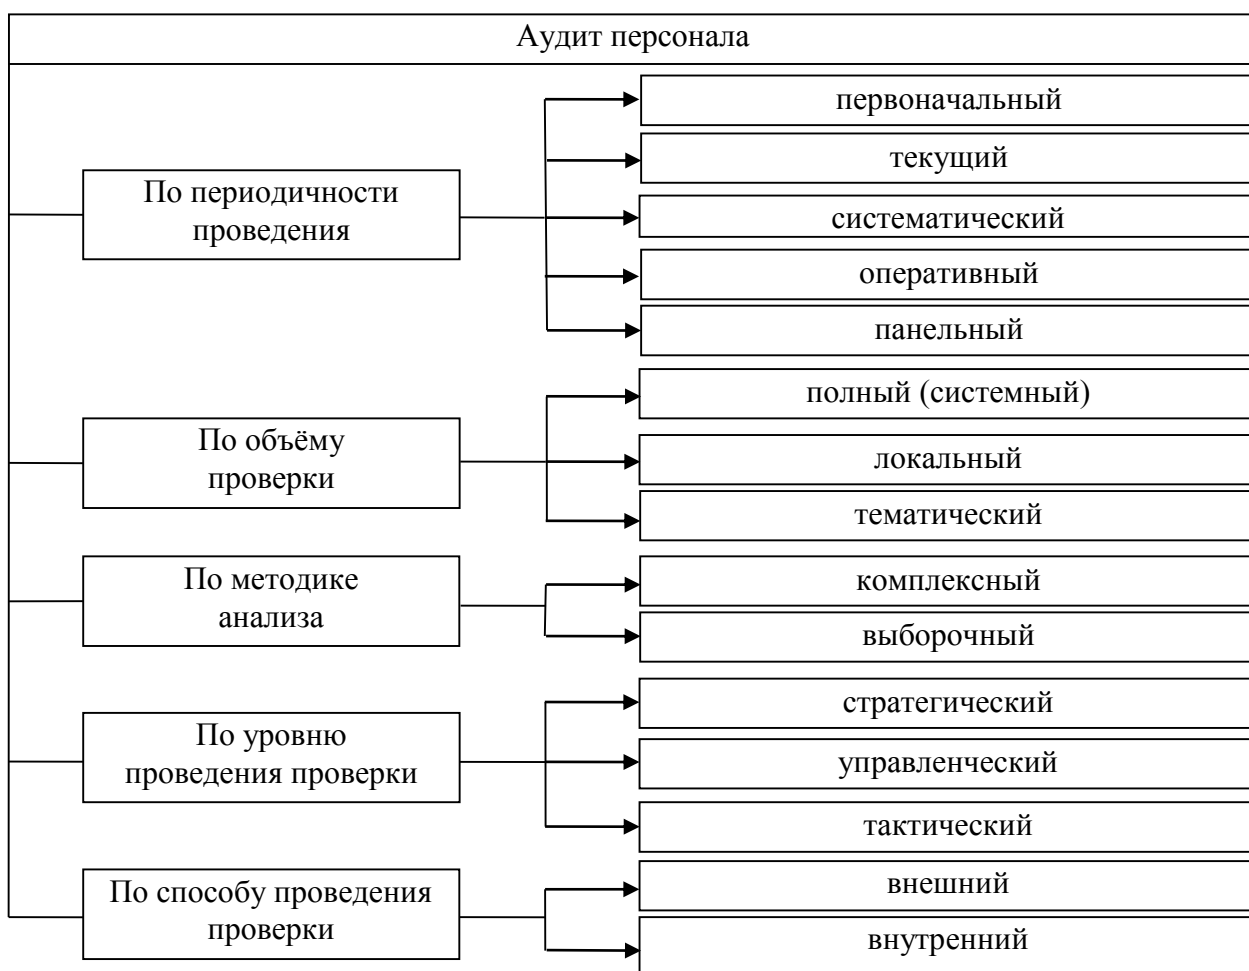 Аудит персонала
По периодичности
проведения
первоначальный
текущий
систематический
оперативный
панельный
По объёму
проверки
полный (системный)
локальный
тематический
По методике
анализа
комплексный
выборочный
По уровню
проведения проверки
стратегический
управленческий
тактический
По способу проведения
проверки
внешний
внутренний